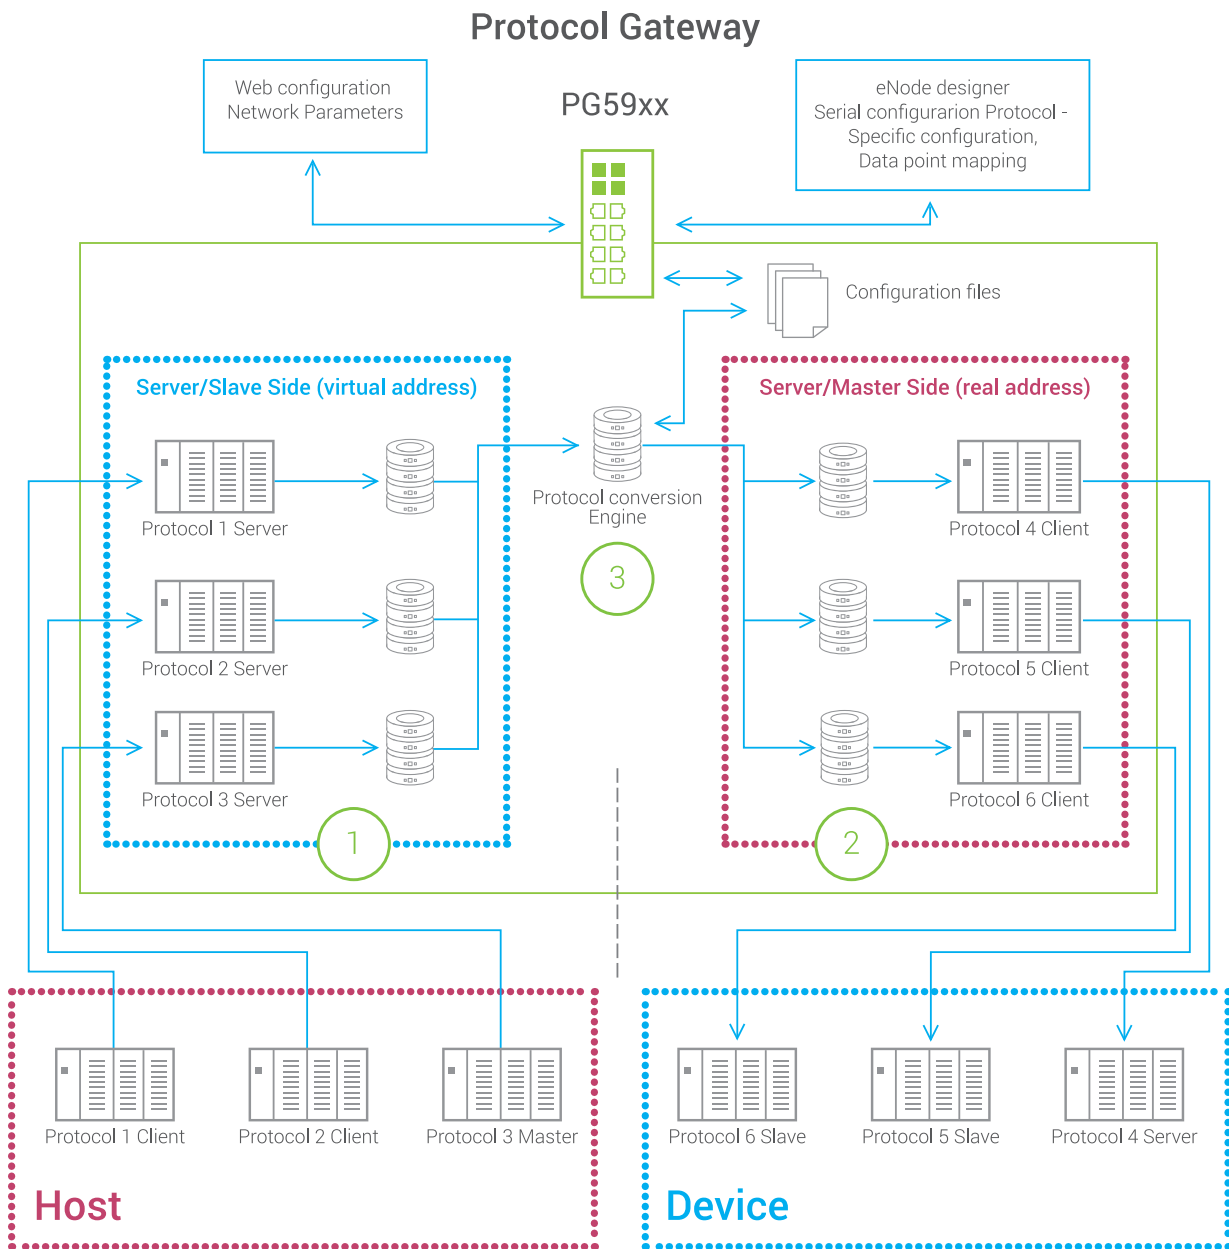 Protocol Gateway
Web configuration
Network Parameters
PG59xx
eNode designer
Serial configurarion Protocol -
Specific configuration,
Data point mapping
Configuration files
Server/Slave Side (virtual address)
Server/Master Side (real address)
Protocol 1 Server
Protocol conversion
Engine
Protocol 4 Client
3
Protocol 2 Server
Protocol 5 Client
Protocol 3 Server
Protocol 6 Client
1
2
Protocol 1 Client
Protocol 2 Client
Protocol 3 Master
Protocol 6 Slave
Protocol 5 Slave
Protocol 4 Server
Host
Device